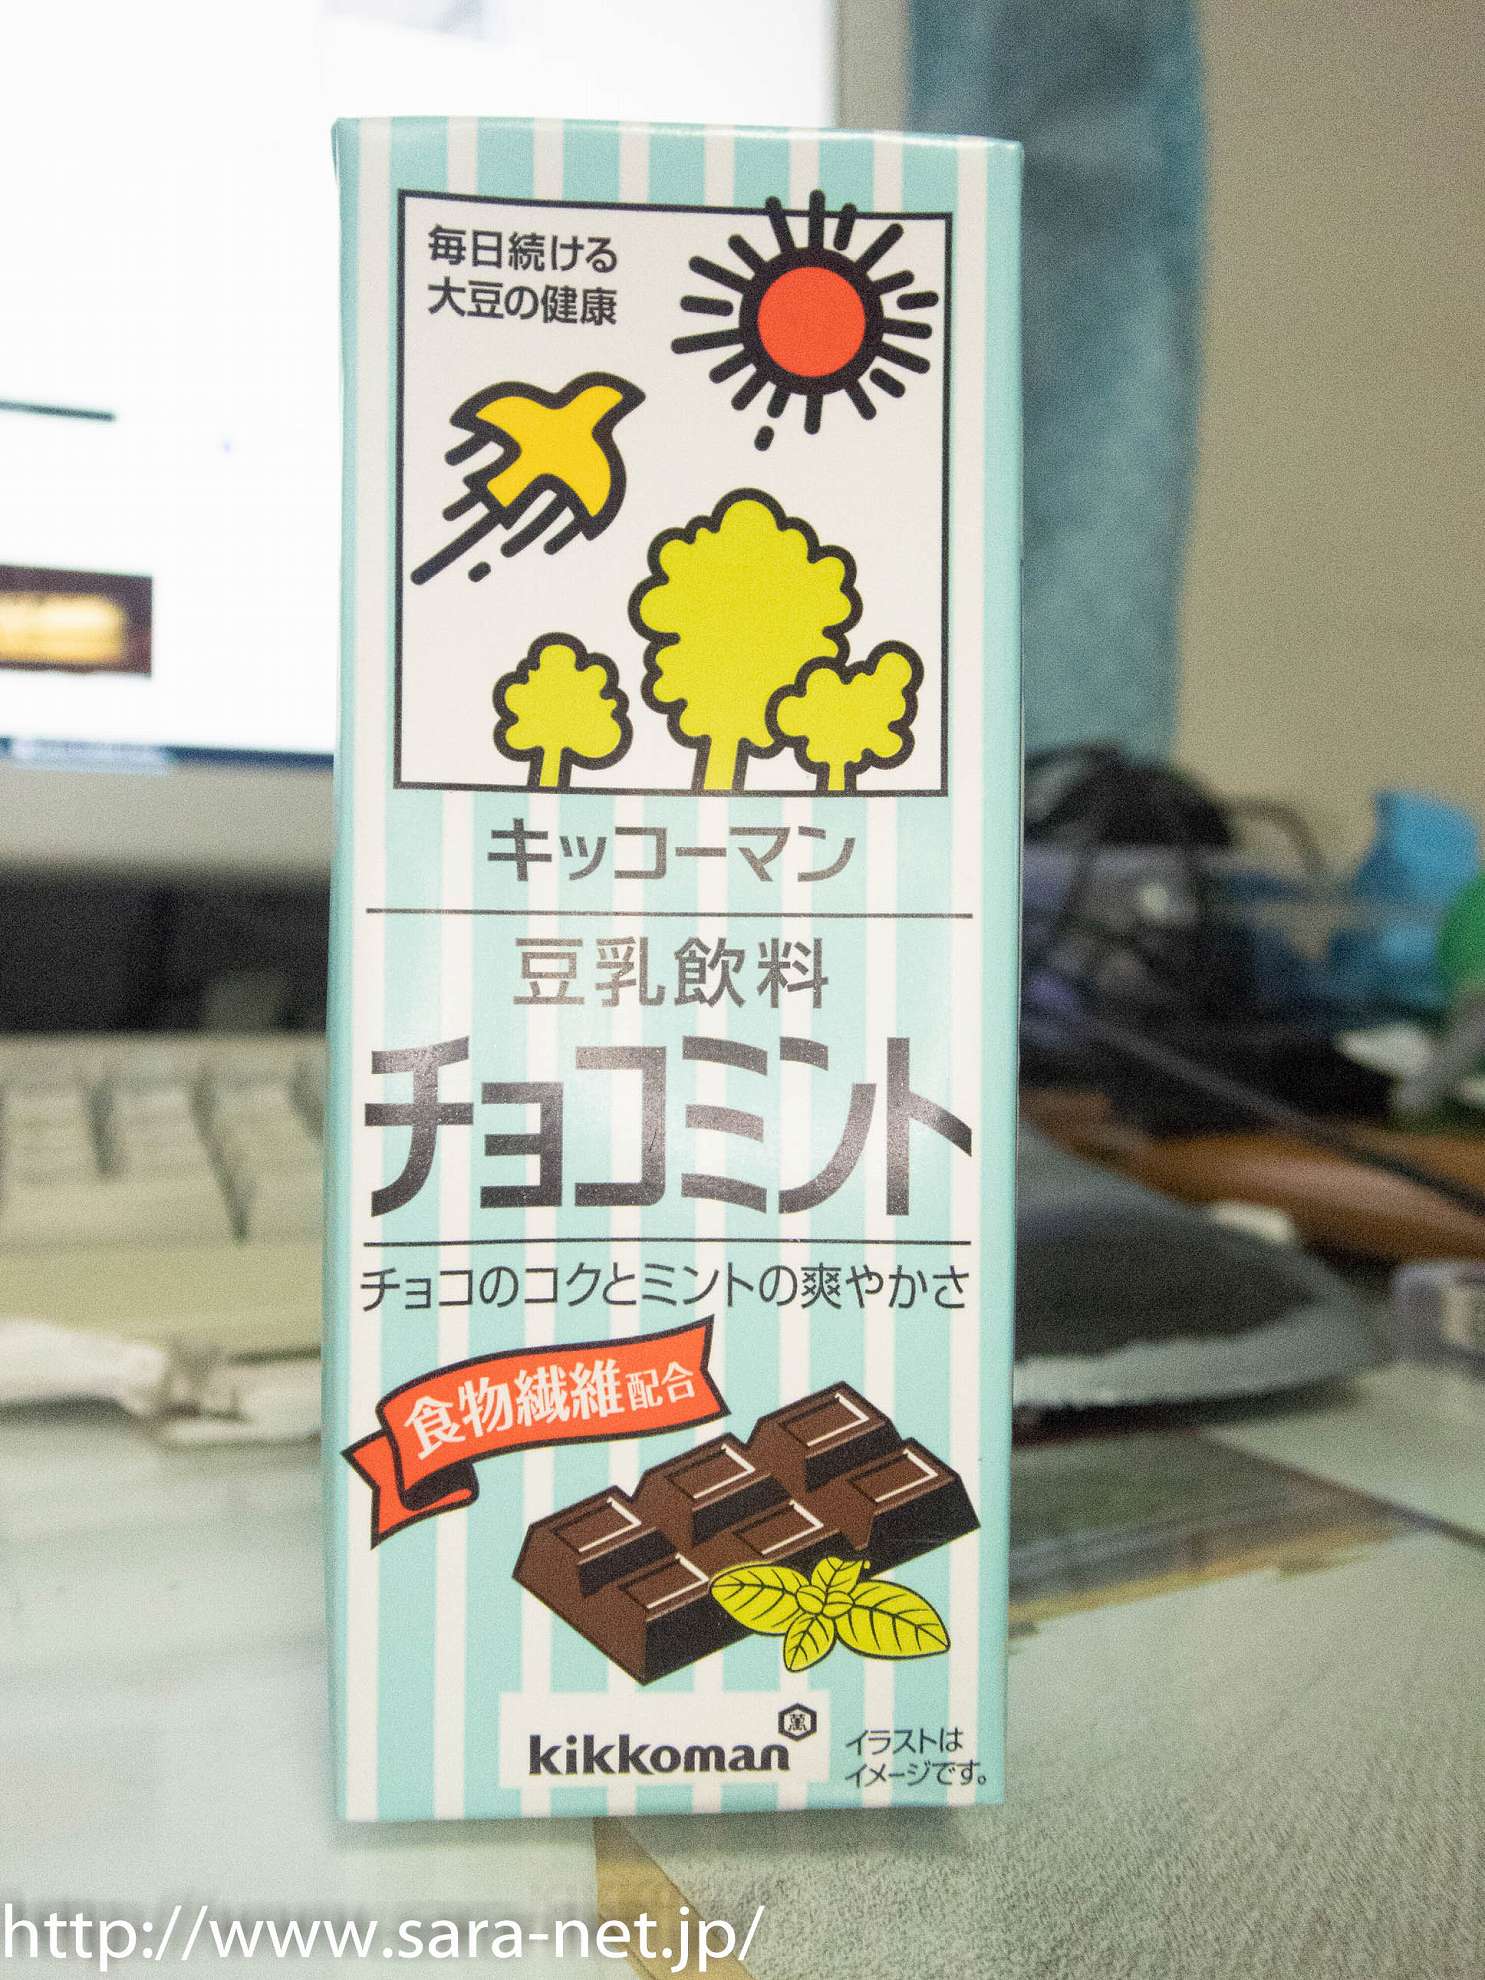 毎日続ける
大豆の健康
キッコーマン
豆乳飲料
チョコミント
チョコのコクとミントの爽やかさ
食物繊維配合
萬
kikkoman
イラストは
イメージです。
http://www.sara-net.jp/